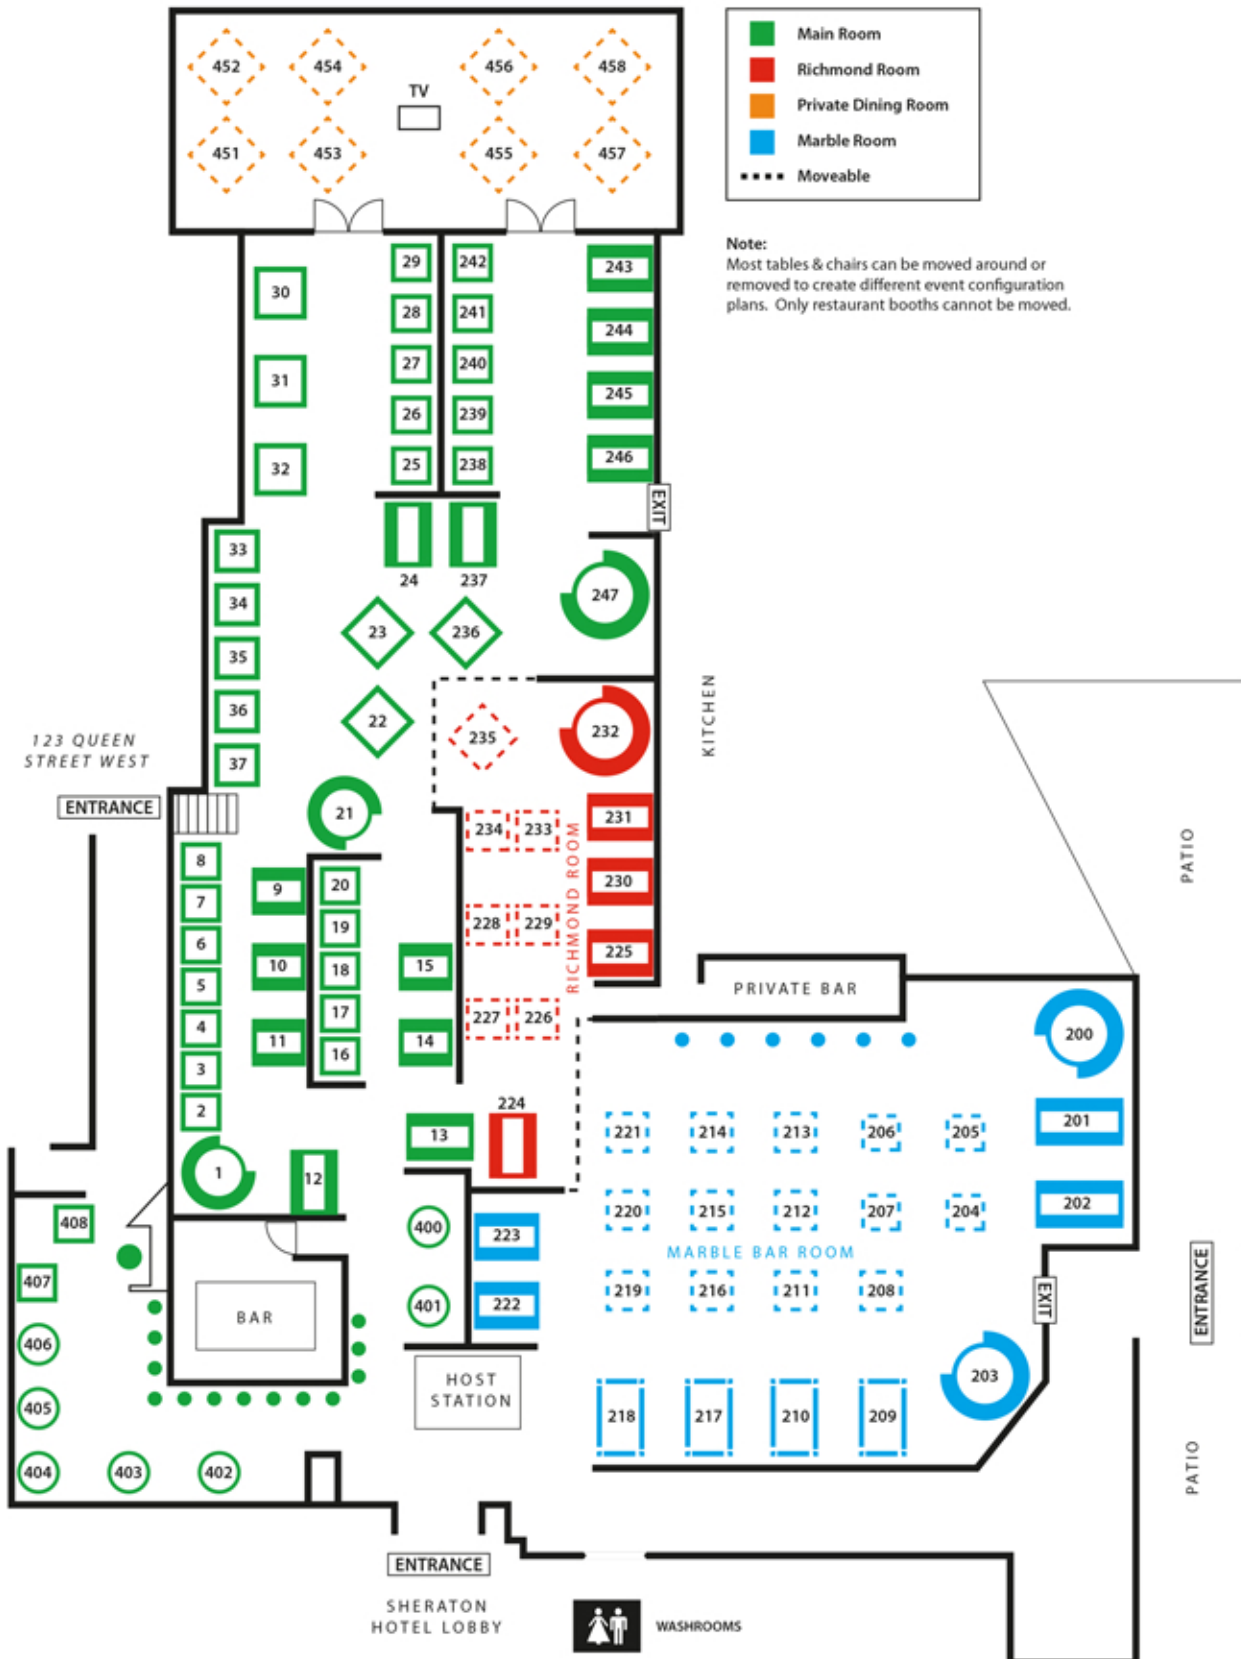 452 454 456 458
TV
451 453 455 457
Main Room
Richmond Room
Private Dining Room
Marble Room
Moveable
Note:
Most tables & chairs can be moved around or
removed to create different event configuration
plans. Only restaurant booths cannot be moved.
29 242 243
30
28 241 244
27 240
31 245
26 239
32 25 238 246
EXIT
33
24 237
34 247
23 236
35
36 22 235 232
KITCHEN
37
123 QUEEN
STREET WEST
ENTRANCE
21
234 233 231
RICHMOND ROOM
PATIO
8
9 20 230
7
19 228 229
6
10 18 15 225
5
17
4 227 226
11 16 14
3
PRIVATE BAR
200
2
224
13
221 214 213 206 205 201
1 12
220 215 212 207 204 202
408 400 223
MARBLE BAR ROOM
407 401 222
219 216 211 208
EXIT
ENTRANCE
BAR
406
HOST
STATION
203
405
218 217 210 209
404 403 402
PATIO
ENTRANCE
SHERATON
HOTEL LOBBY
WASHROOMS